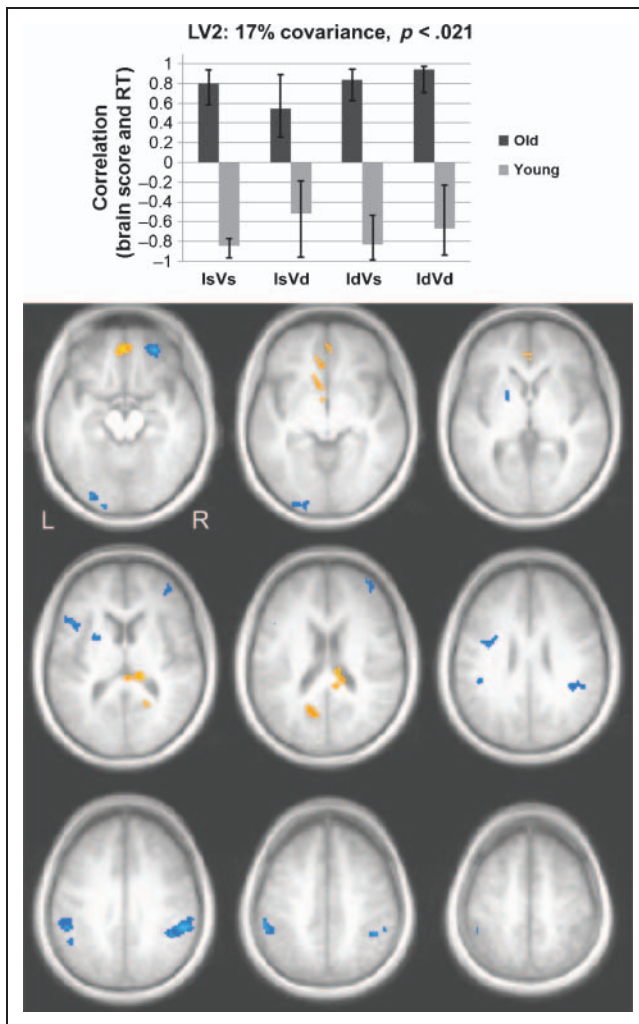 LV2: 17% covariance, p < .021
Correlation
(brain score and RT)
1
0.8
0.6
0.4
0.2
0
–0.2
–0.4
–0.6
–0.8
–1
Old
Young
IsVs
IsVd
IdVs
IdVd
L
R